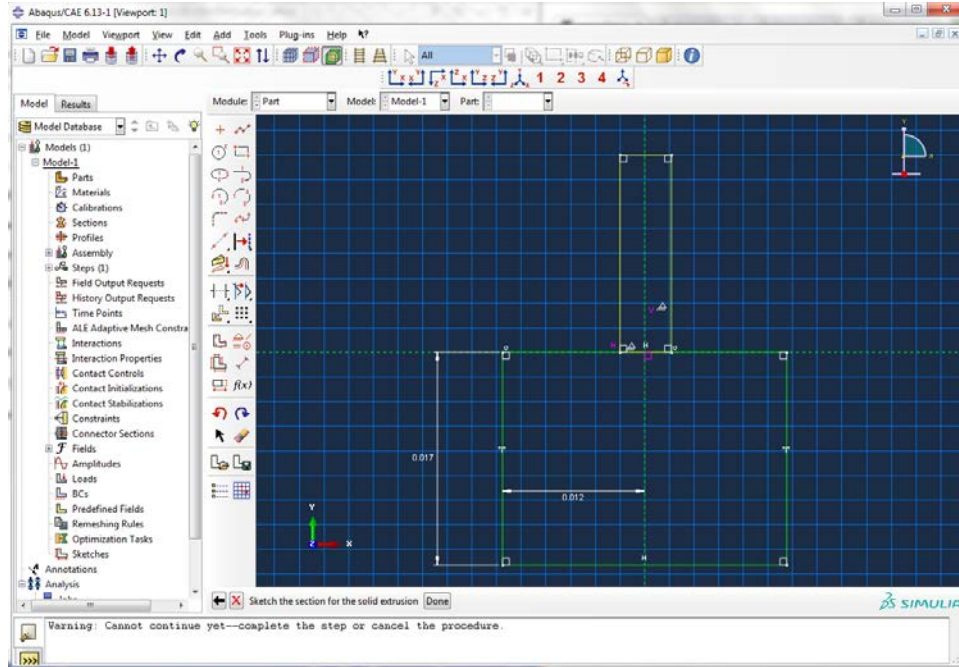 Abaqus/CAE 6.13-1 [Viewport: 1]
File Model Viewport View Edit Add Tools Plug-ins Help
All
1 2 3 4
Model Results
Module: Part Model: Model-1 Part:
Model Database
Models (1)
Model-1
Parts
Materials
Calibrations
Sections
Profiles
Assembly
Steps (1)
Field Output Requests
History Output Requests
Time Points
ALE Adaptive Mesh Constra
Interactions
Interaction Properties
Contact Controls
Contact Initializations
Contact Stabilizations
Constraints
Connector Sections
Fields
Amplitudes
Loads
BCs
Predefined Fields
Remeshing Rules
Optimization Tasks
Sketches
Annotations
Analysis
f(x)
V
H
H
0.017
0.012
H
Y
Z X
Sketch the section for the solid extrusion Done
SIMULIA
Warning: Cannot continue yet--complete the step or cancel the procedure.
>>>